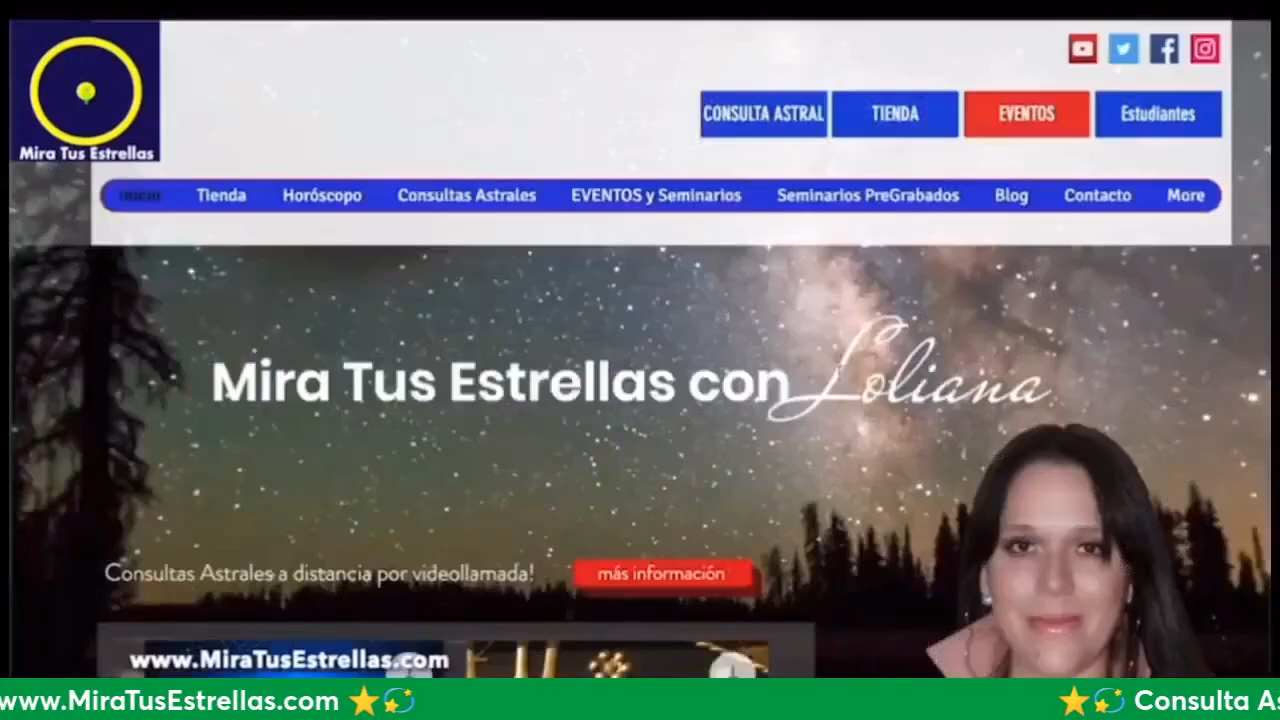 Mira Tus Estrellas
CONSULTA ASTRAL TIENDA EVENTOS Estudiantes
Inicio Tienda Horóscopo Consultas Astrales EVENTOS y Seminarios Seminarios PreGrabados Blog Contacto More
Mira Tus Estrellas con Loliana
Consultas Astrales a distancia por videollamada! más información
www.MiraTusEstrellas.com
www.MiraTusEstrellas.com ⭐💫 ⭐💫 Consulta